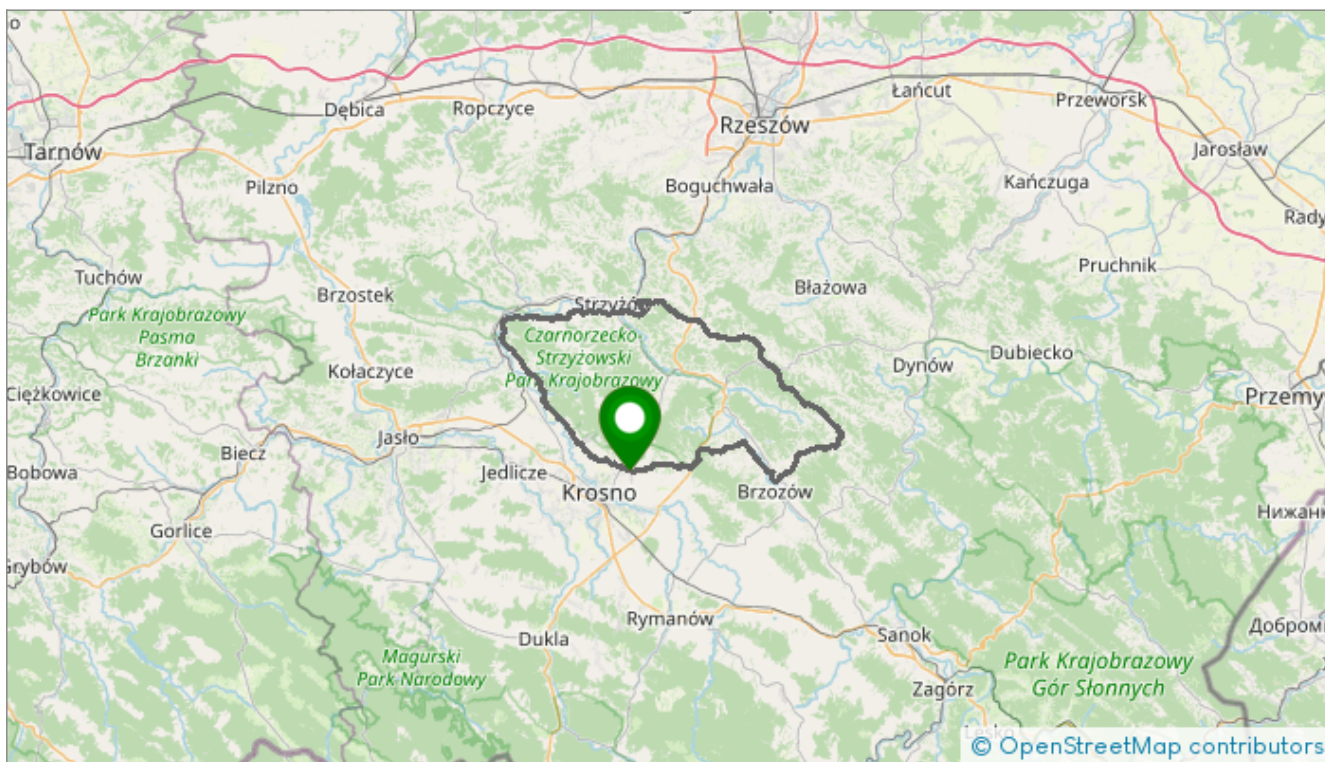 Dębica
Ropczyce
Łańcut
Przeworsk
Rzeszów
Tarnów
Jarosław
Pilzno
Boguchwała
Kańczuga
Rady
Tuchów
Pruchnik
Brzostek
Błażowa
Park Krajobrazowy
Pasma
Brzanki
Strzyżów
Czarnorzecko-
Strzyżowski
Park Krajobrazowy
Dubiecko
Dynów
Kołaczyce
Ciężkowice
Przemy
Jasło
Biecz
Bobowa
Jedlicze
Krosno
Brzozów
Нижанк
Gorlice
Grybów
Rymanów
Dukla
Sanok
Добром
Magurski
Park Narodowy
Park Krajobrazowy
Gór Słonnych
Zagórz
Lesko
© OpenStreetMap contributors